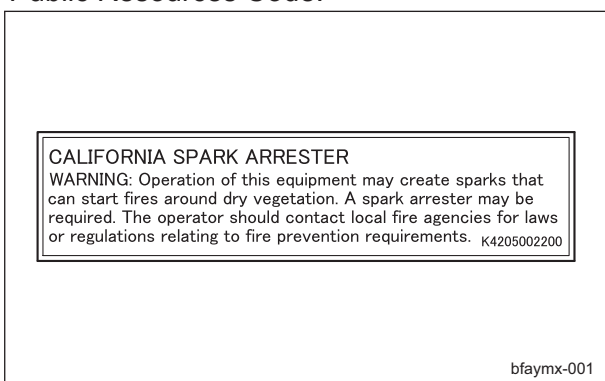 Public Resources Code.
CALIFORNIA SPARK ARRESTER
WARNING: Operation of this equipment may create sparks that
can start fires around dry vegetation. A spark arrester may be
required. The operator should contact local fire agencies for laws
or regulations relating to fire prevention requirements. K4205002200
bfaymx-001